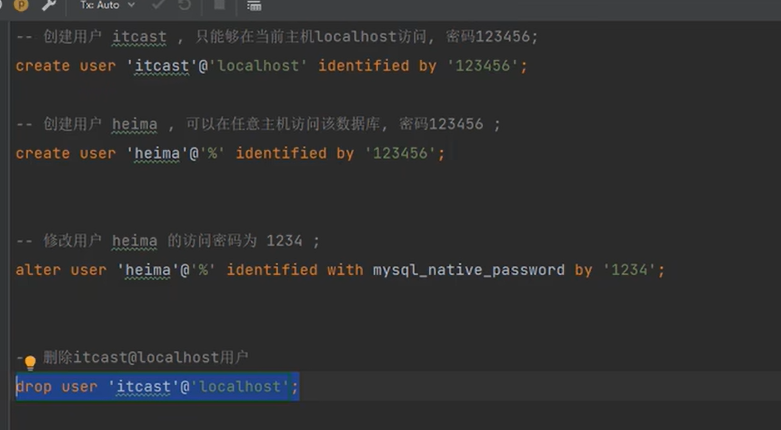 Tx: Auto
-- 创建用户 itcast , 只能够在当前主机localhost访问, 密码123456;
create user 'itcast'@'localhost' identified by '123456';
-- 创建用户 heima , 可以在任意主机访问该数据库, 密码123456 ;
create user 'heima'@'%' identified by '123456';
-- 修改用户 heima 的访问密码为 1234 ;
alter user 'heima'@'%' identified with mysql_native_password by '1234';
-- 删除itcast@localhost用户
drop user 'itcast'@'localhost';